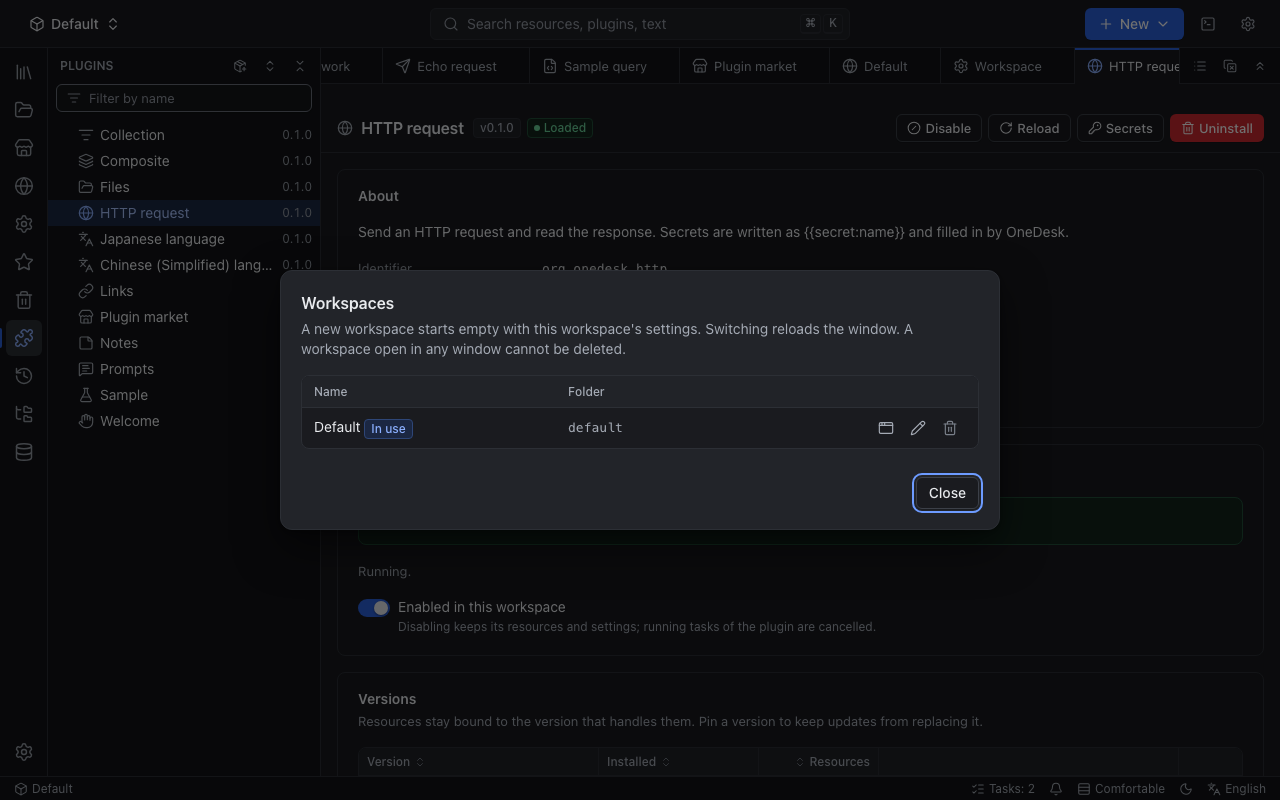 Default
Search resources, plugins, text
⌘ K
New
PLUGINS
Filter by name
Collection 0.1.0
Composite 0.1.0
Files 0.1.0
HTTP request 0.1.0
Japanese language 0.1.0
Chinese (Simplified) lang... 0.1.0
Links
Plugin market
Notes
Prompts
Sample
Welcome
work
Echo request
Sample query
Plugin market
Default
Workspace
HTTP reque
HTTP request v0.1.0 Loaded
Disable
Reload
Secrets
Uninstall
About
Send an HTTP request and read the response. Secrets are written as {{secret:name}} and filled in by OneDesk.
Identifier org.onedesk.http
Workspaces
A new workspace starts empty with this workspace's settings. Switching reloads the window. A
workspace open in any window cannot be deleted.
Name Folder
Default In use default
Close
Running.
Enabled in this workspace
Disabling keeps its resources and settings; running tasks of the plugin are cancelled.
Versions
Resources stay bound to the version that handles them. Pin a version to keep updates from replacing it.
Version Installed Resources
Default
Tasks: 2
Comfortable
English